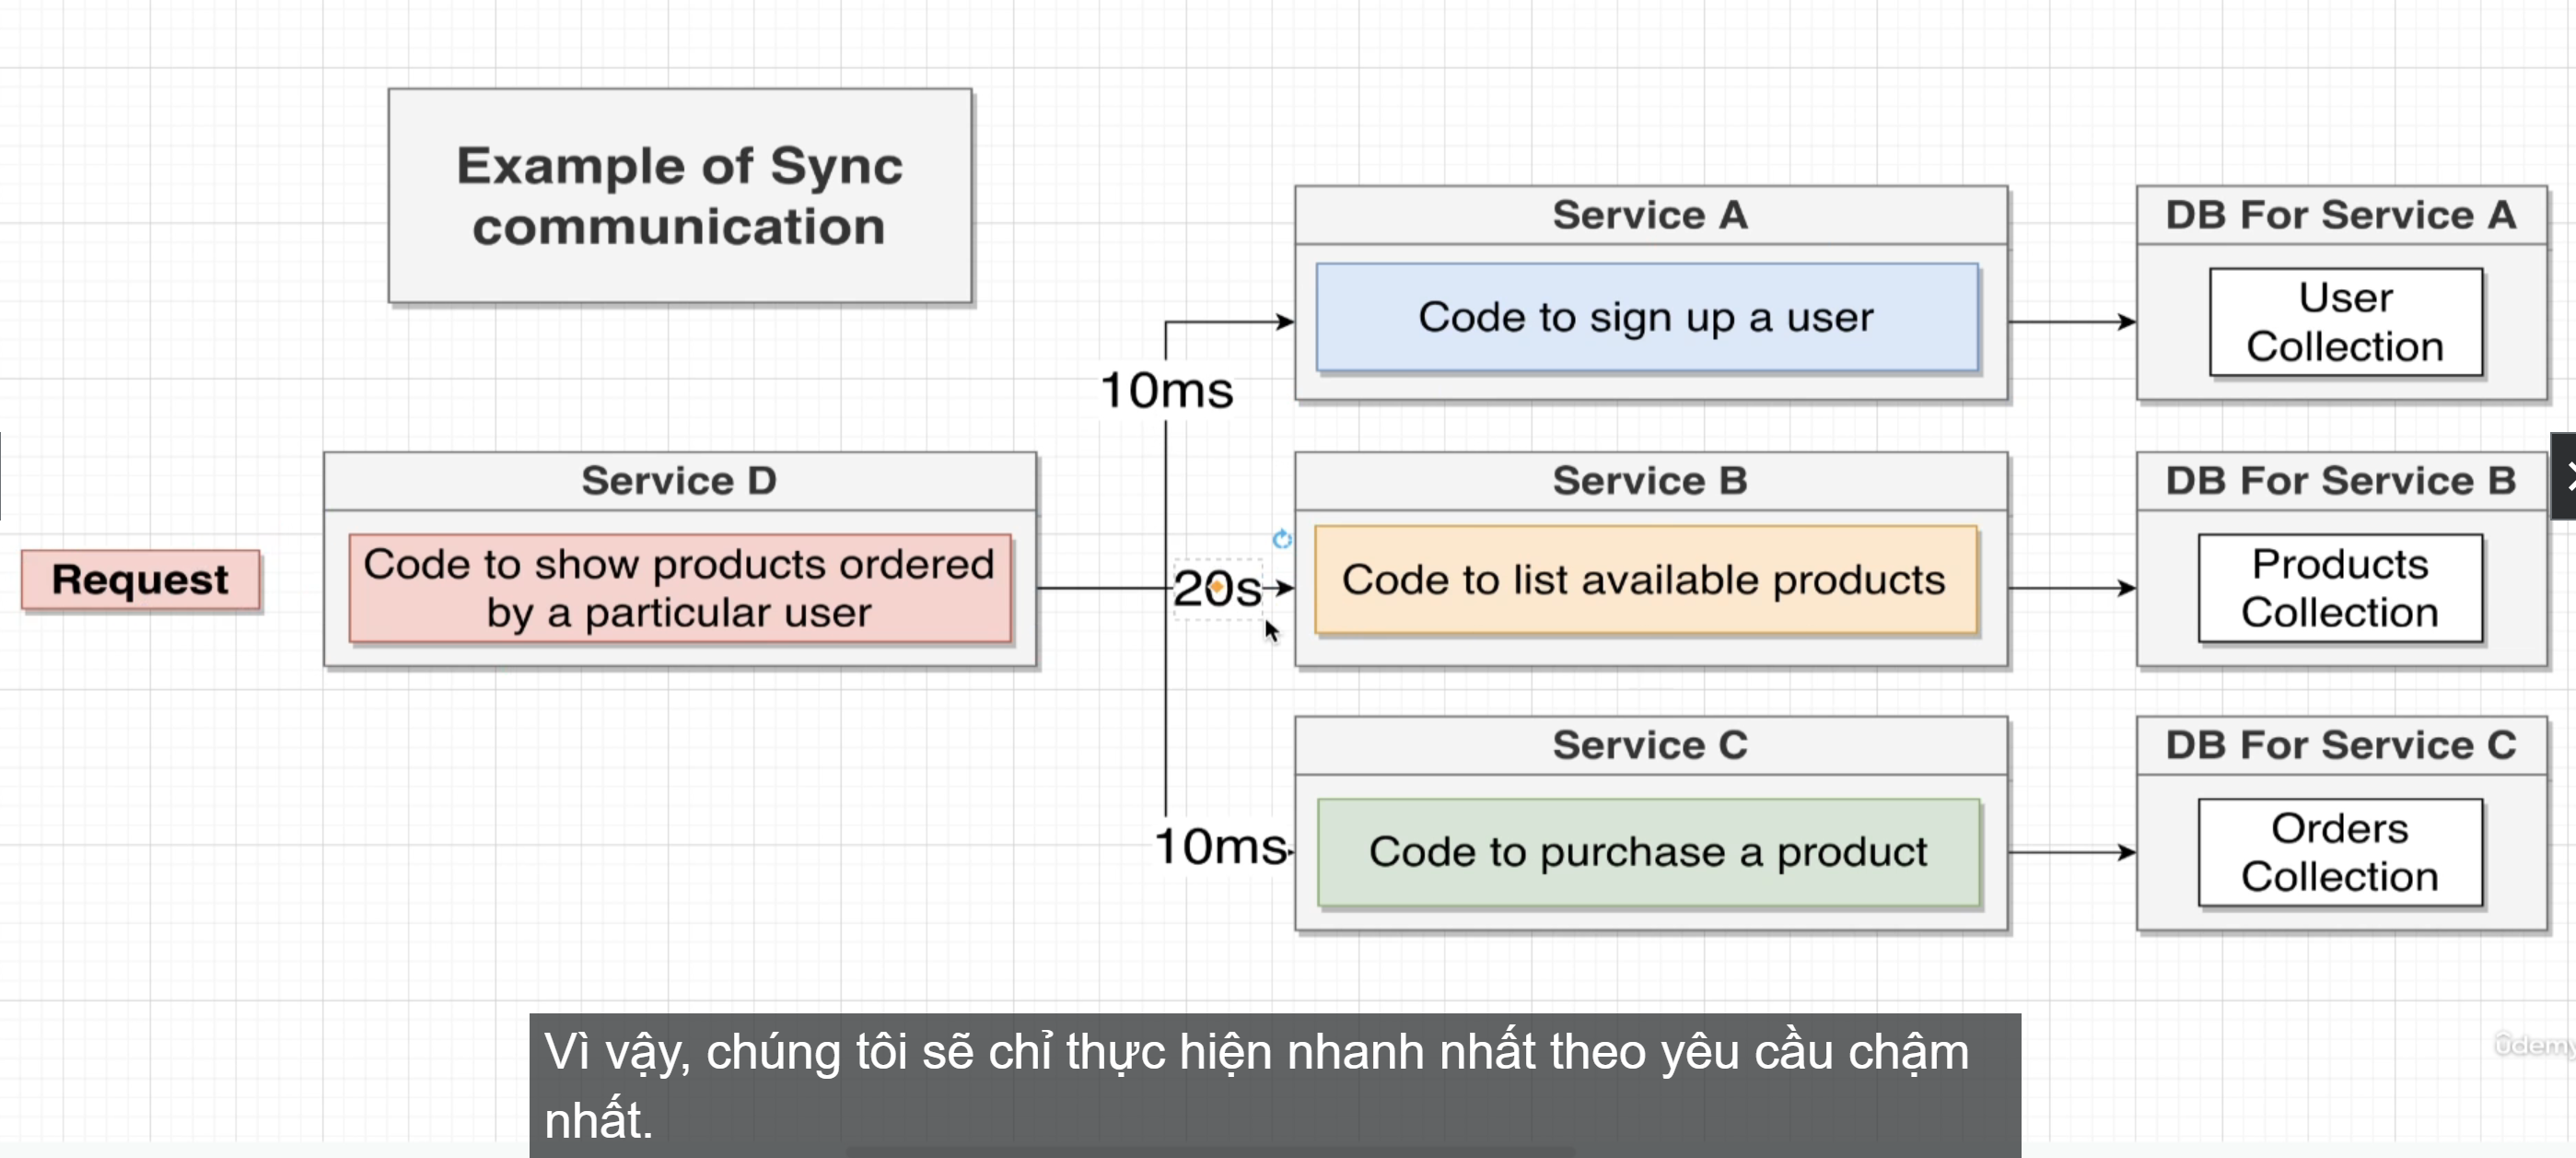 Example of Sync
communication
Service A
Code to sign up a user
DB For Service A
User
Collection
10ms
Service D
Code to show products ordered
by a particular user
Request
20s
Service B
Code to list available products
DB For Service B
Products
Collection
Service C
10ms
Code to purchase a product
DB For Service C
Orders
Collection
Vì vậy, chúng tôi sẽ chỉ thực hiện nhanh nhất theo yêu cầu chậm
nhất.